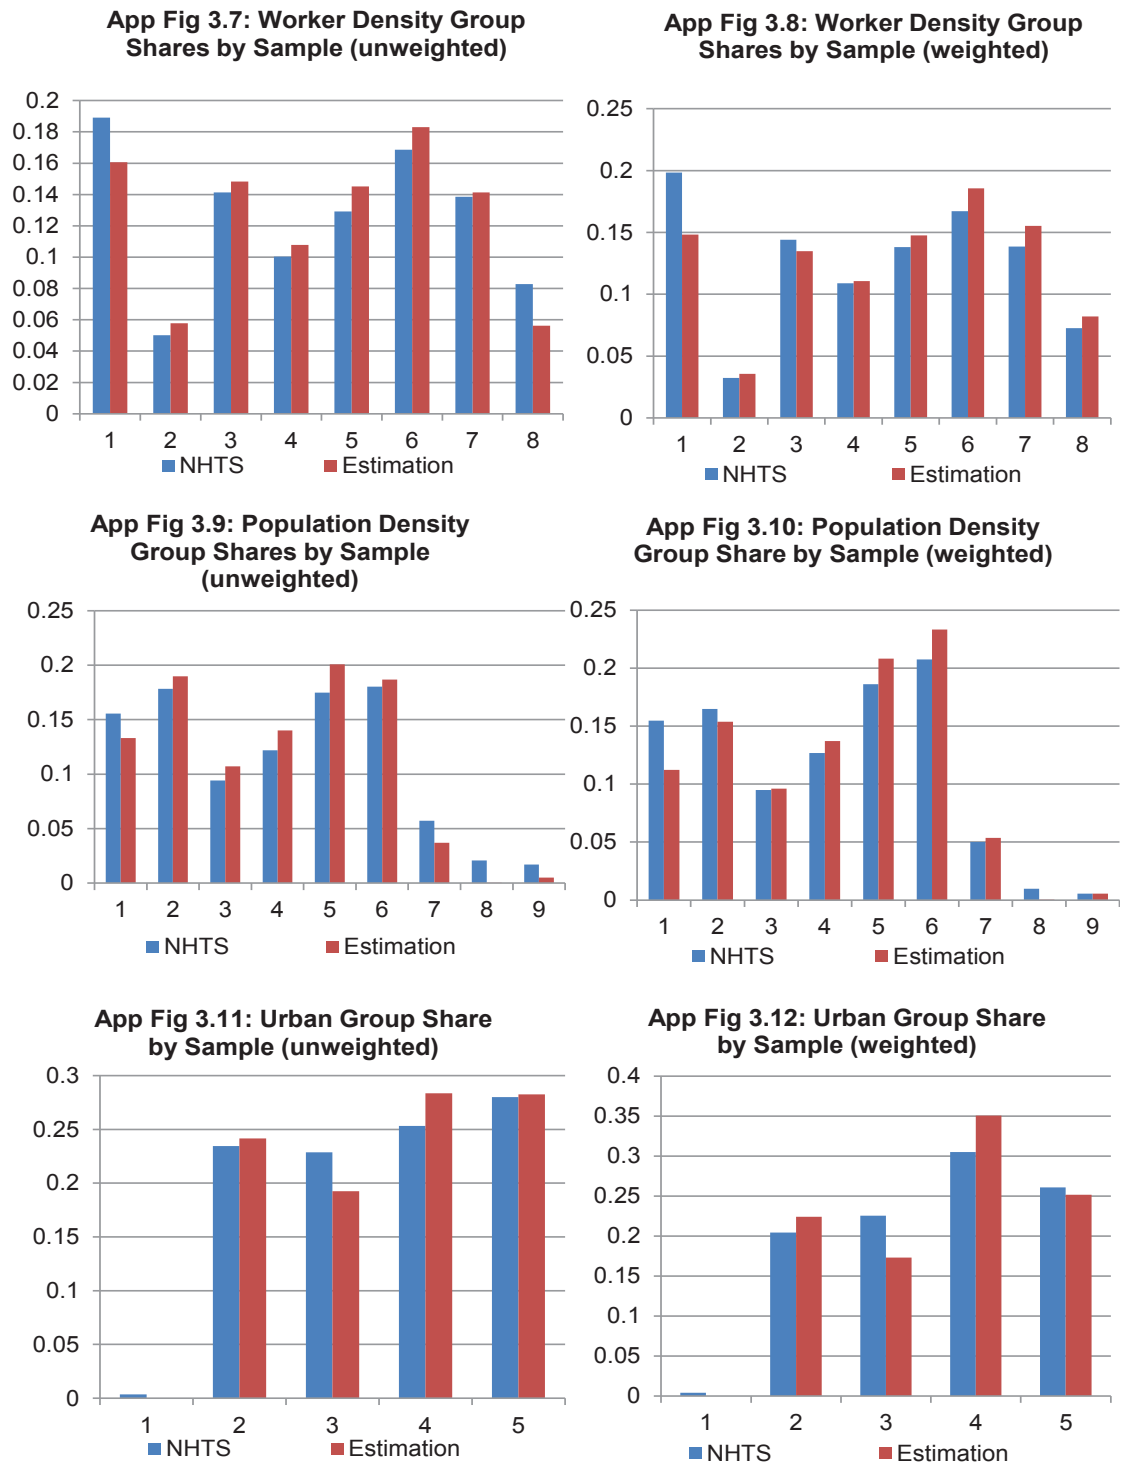 App Fig 3.7: Worker Density Group
Shares by Sample (unweighted)
0.2
0.18
0.16
0.14
0.12
0.1
0.08
0.06
0.04
0.02
0
1 2 3 4 5 6 7 8
NHTS Estimation
App Fig 3.8: Worker Density Group
Shares by Sample (weighted)
0.25
0.2
0.15
0.1
0.05
0
1 2 3 4 5 6 7 8
NHTS Estimation
App Fig 3.9: Population Density
Group Shares by Sample
(unweighted)
0.25
0.2
0.15
0.1
0.05
0
1 2 3 4 5 6 7 8 9
NHTS Estimation
App Fig 3.10: Population Density
Group Share by Sample (weighted)
0.25
0.2
0.15
0.1
0.05
0
1 2 3 4 5 6 7 8 9
NHTS Estimation
App Fig 3.11: Urban Group Share
by Sample (unweighted)
0.3
0.25
0.2
0.15
0.1
0.05
0
1 2 3 4 5
NHTS Estimation
App Fig 3.12: Urban Group Share
by Sample (weighted)
0.4
0.35
0.3
0.25
0.2
0.15
0.1
0.05
0
1 2 3 4 5
NHTS Estimation